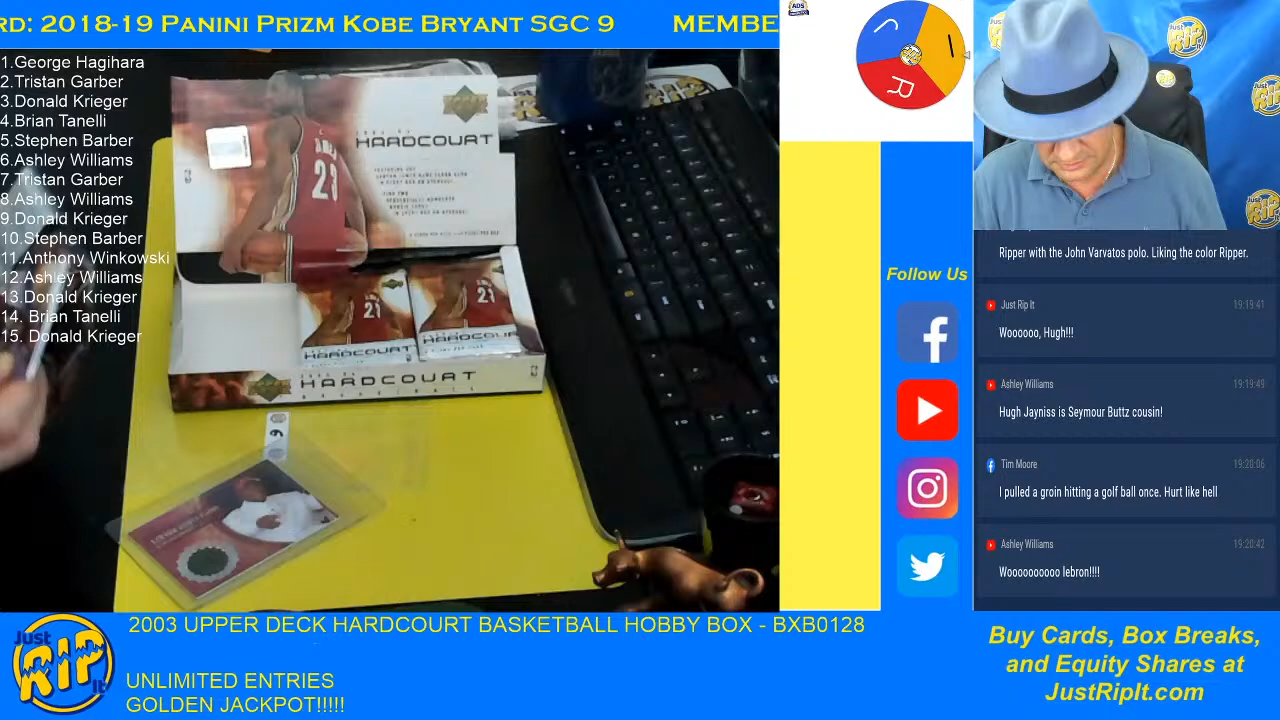 RD: 2018-19 PANINI PRIZM KOBE BRYANT SGC 9 MEMBE
1.George Hagihara
2.Tristan Garber
3.Donald Krieger
4.Brian Tanelli
5.Stephen Barber
6.Ashley Williams
7.Tristan Garber
8.Ashley Williams
9.Donald Krieger
10.Stephen Barber
11.Anthony Winkowski
12.Ashley Williams
13.Donald Krieger
14. Brian Tanelli
15. Donald Krieger
HARDCOURT
JAMES
23
HARDCOURT
HARDCOURT
HARDCOURT
ADS
J
I
R
Just
RIP
It
Follow Us
Ripper with the John Varvatos polo. Liking the color Ripper.
Just Rip It 19:19:41
Woooooo, Hugh!!!
Ashley Williams 19:19:49
Hugh Jayniss is Seymour Buttz cousin!
Tim Moore 19:20:06
I pulled a groin hitting a golf ball once. Hurt like hell
Ashley Williams 19:20:42
Woooooooooo lebron!!!!
Just
RIP
It
2003 UPPER DECK HARDCOURT BASKETBALL HOBBY BOX - BXB0128
UNLIMITED ENTRIES
GOLDEN JACKPOT!!!!!
Buy Cards, Box Breaks,
and Equity Shares at
JustRipIt.com